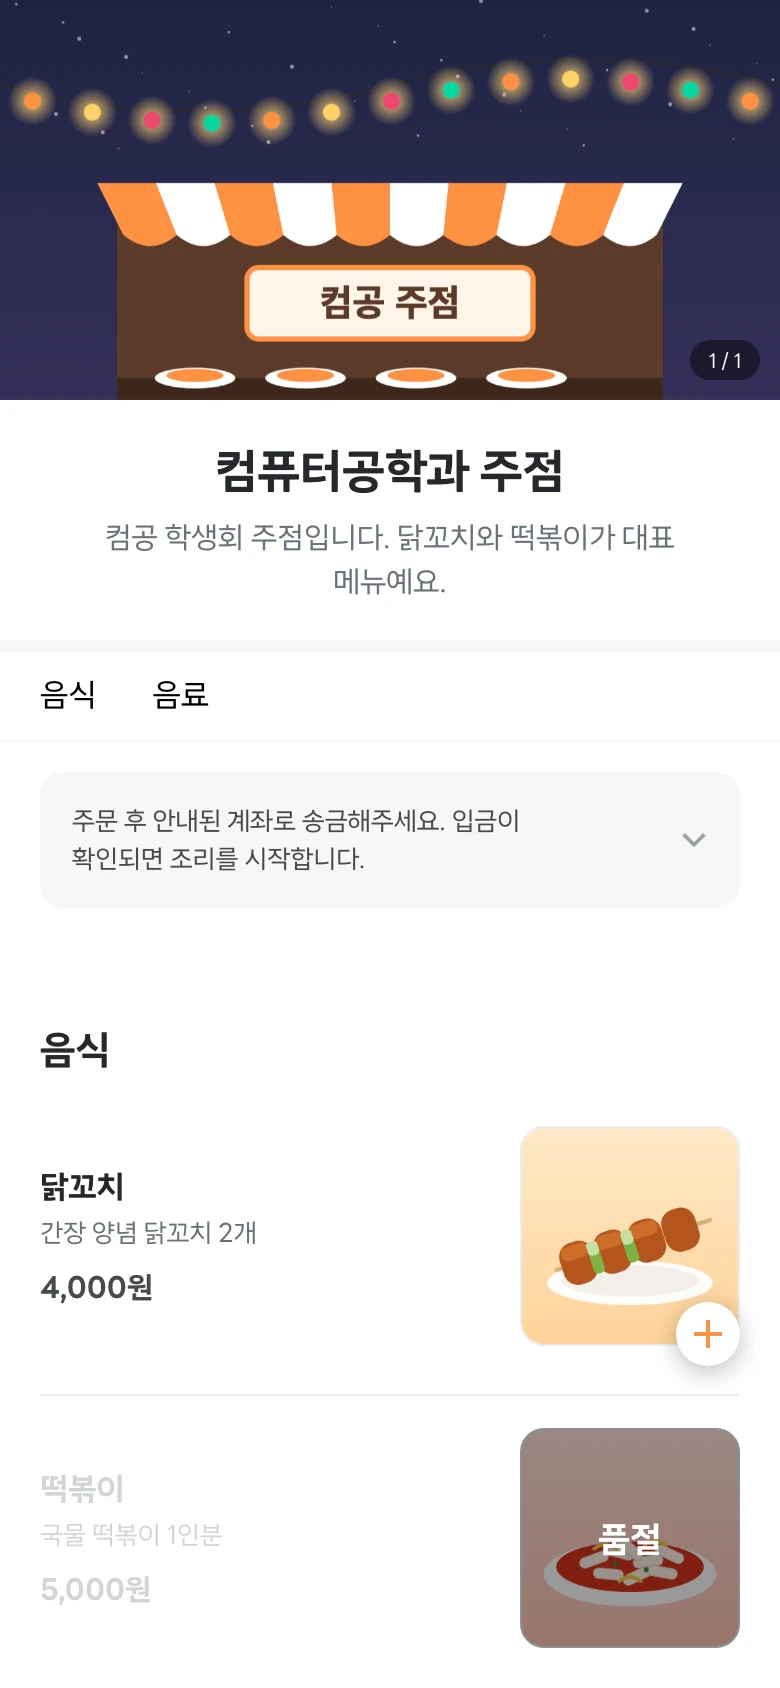 컴공 주점
1 / 1
컴퓨터공학과 주점
컴공 학생회 주점입니다. 닭꼬치와 떡볶이가 대표
메뉴예요.
음식 음료
주문 후 안내된 계좌로 송금해주세요. 입금이
확인되면 조리를 시작합니다.
음식
닭꼬치
간장 양념 닭꼬치 2개
4,000원
떡볶이
국물 떡볶이 1인분
5,000원
품절